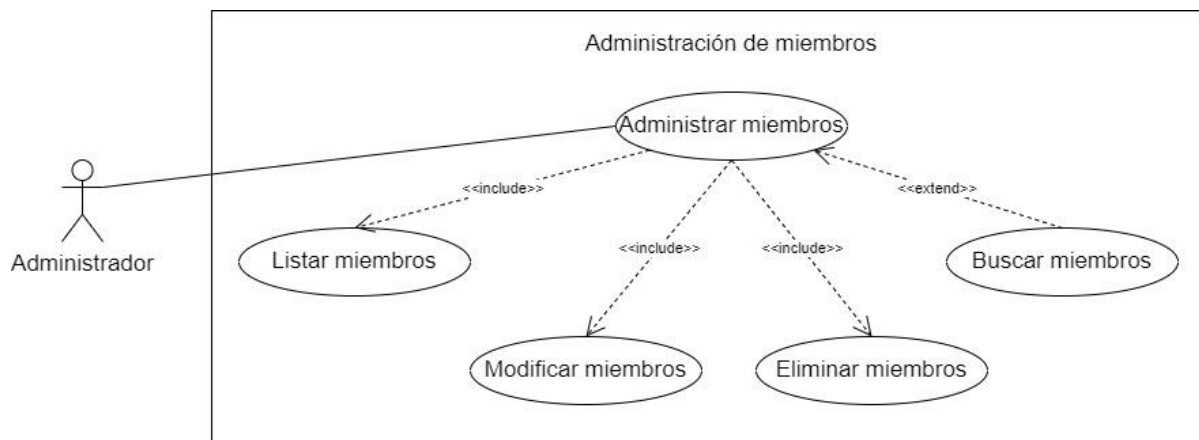 Administración de miembros
Administrar miembros
<<include>>
<<extend>>
<<include>>
<<include>>
Administrador
Listar miembros
Buscar miembros
Modificar miembros
Eliminar miembros